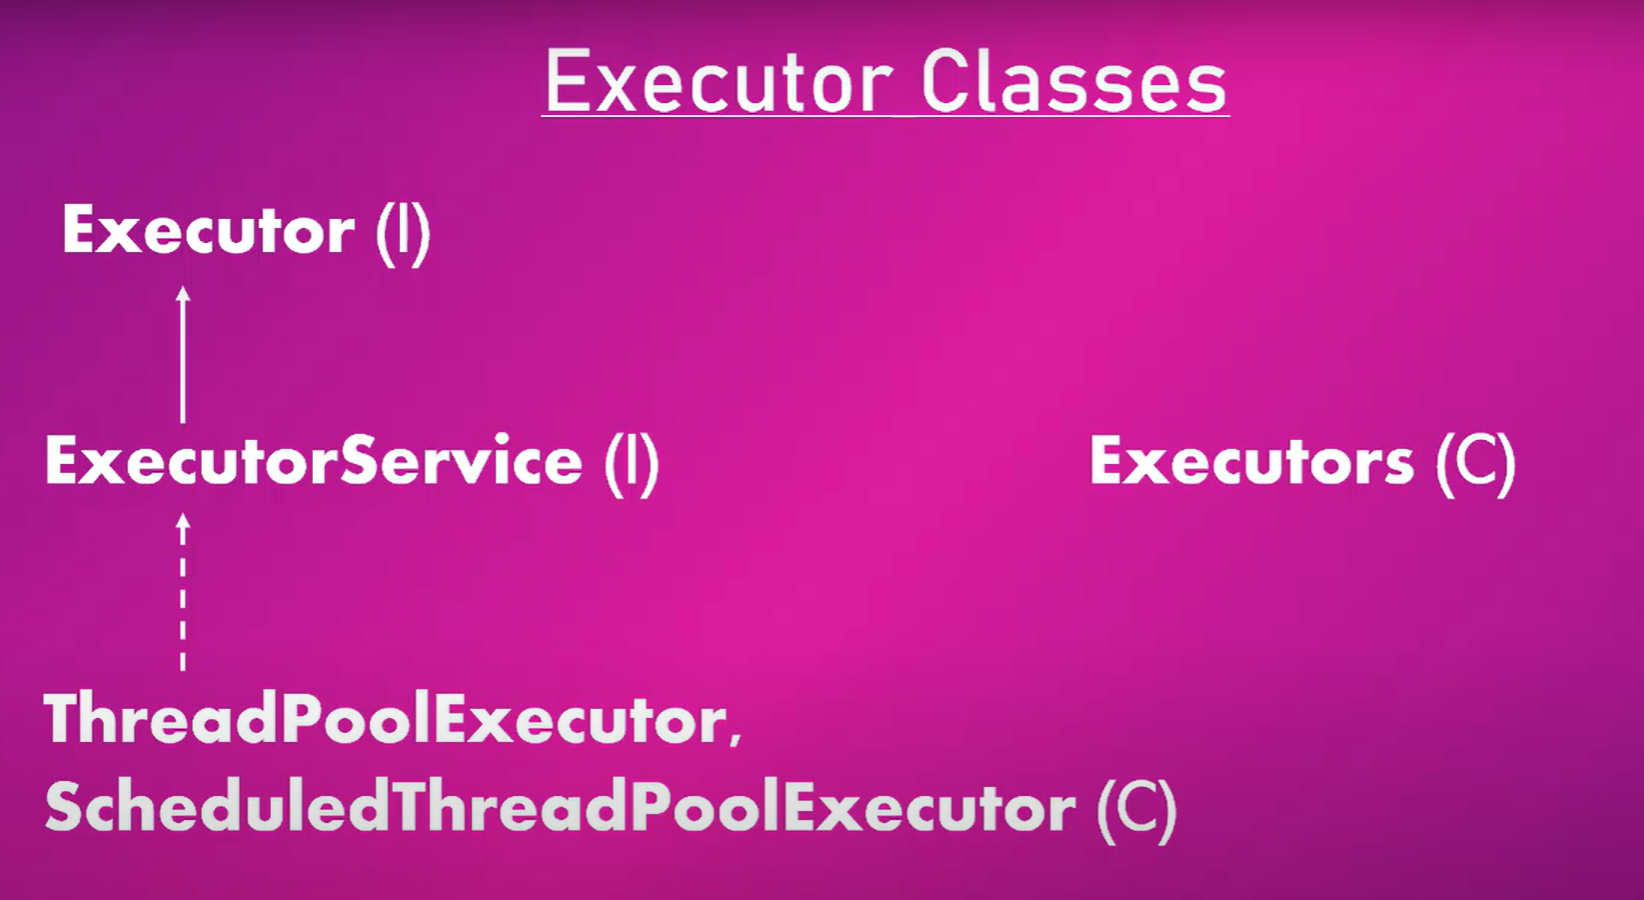 Executor Classes
Executor (I)
ExecutorService (I)
Executors (C)
ThreadPoolExecutor,
ScheduledThreadPoolExecutor (C)